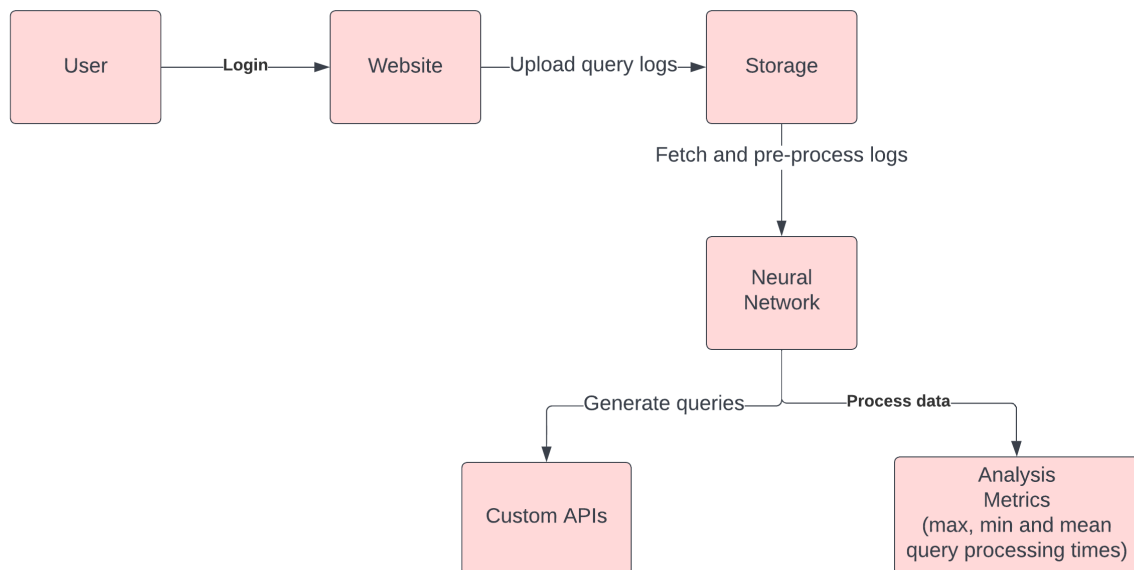 User
Login
Website
Upload query logs
Storage
Fetch and pre-process logs
Neural
Network
Generate queries
Process data
Custom APIs
Analysis
Metrics
(max, min and mean
query processing times)